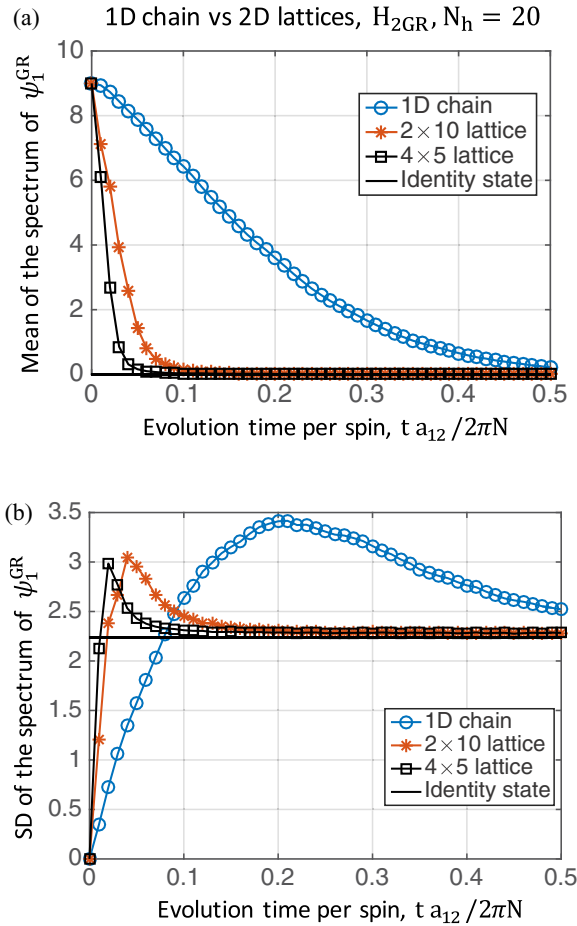 (a) 1D chain vs 2D lattices, H₂GR, Nₕ = 20
Mean of the spectrum of ψ₁ᴳᴿ
10
8
6
4
2
0
1D chain
2×10 lattice
4×5 lattice
Identity state
0 0.1 0.2 0.3 0.4 0.5
Evolution time per spin, t a₁₂/2πN
(b)
SD of the spectrum of ψ₁ᴳᴿ
3.5
3
2.5
2
1.5
1
0.5
0
1D chain
2×10 lattice
4×5 lattice
Identity state
0 0.1 0.2 0.3 0.4 0.5
Evolution time per spin, t a₁₂/2πN